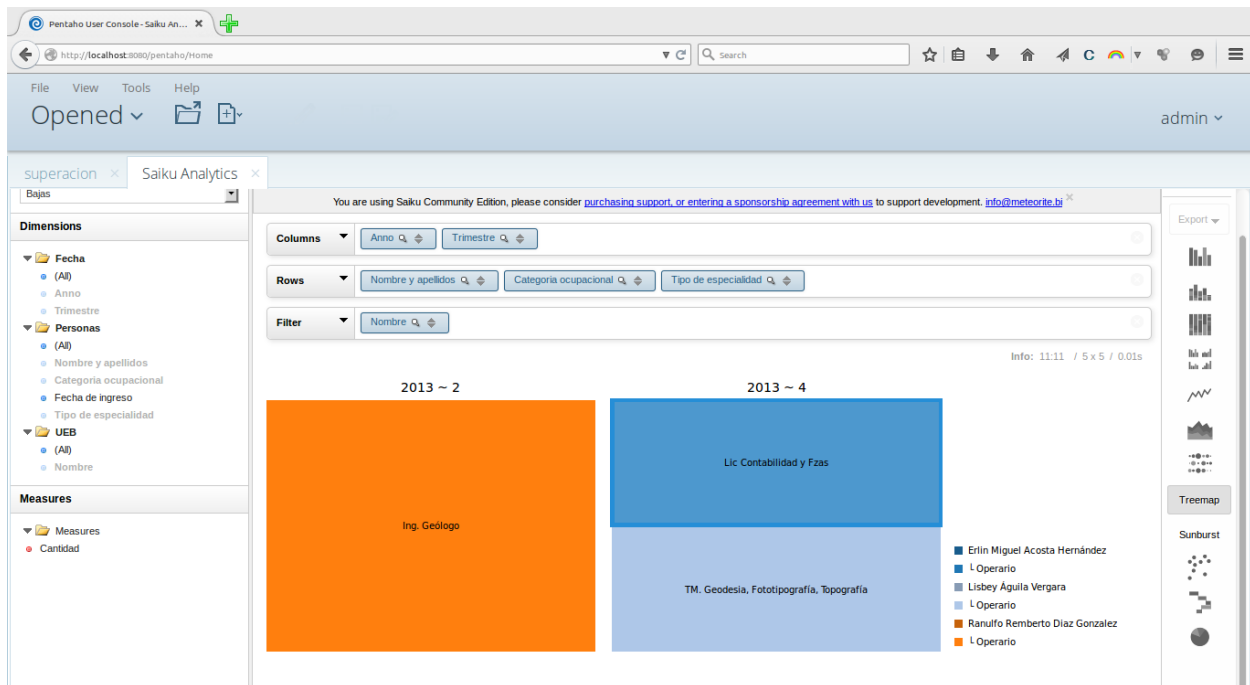 Pentaho User Console - Saiku An...
http://localhost:8080/pentaho/Home
Search
File View Tools Help
Opened
admin
superacion
Saiku Analytics
Bajas
You are using Saiku Community Edition, please consider purchasing support, or entering a sponsorship agreement with us to support development. info@meteorite.bi
Export
Dimensions
Fecha
(All)
Anno
Trimestre
Personas
(All)
Nombre y apellidos
Categoria ocupacional
Fecha de ingreso
Tipo de especialidad
UEB
(All)
Nombre
Measures
Measures
Cantidad
Columns Anno Trimestre
Rows Nombre y apellidos Categoria ocupacional Tipo de especialidad
Filter Nombre
Info: 11:11 / 5 x 5 / 0.01s
2013 ~ 2
2013 ~ 4
Ing. Geólogo
Lic Contabilidad y Fzas
TM. Geodesia, Fototipografía, Topografía
Erlin Miguel Acosta Hernández
└ Operario
Lisbey Águila Vergara
└ Operario
Ranulfo Remberto Diaz Gonzalez
└ Operario
Treemap
Sunburst